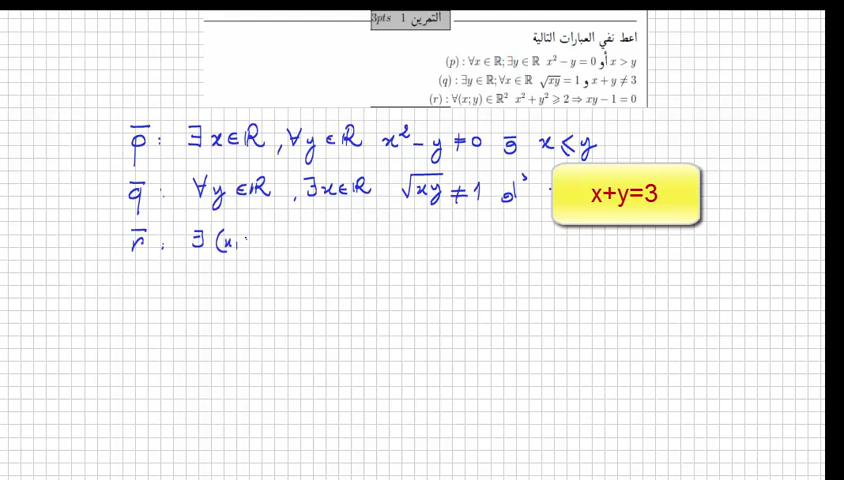 التمرين 1 3pts
اعط نفي العبارات التالية
(p) : ∀x ∈ ℝ; ∃y ∈ ℝ x² − y = 0 أو x > y
(q) : ∃y ∈ ℝ; ∀x ∈ ℝ √xy = 1 و x + y ≠ 3
(r) : ∀(x; y) ∈ ℝ² x² + y² ⩾ 2 ⇒ xy − 1 = 0
p̅ : ∃ x ∈ ℝ , ∀ y ∈ ℝ x² − y ≠ 0 و x ⩽ y
q̅ : ∀ y ∈ ℝ , ∃ x ∈ ℝ √xy ≠ 1 أو x+y=3
r̅ : ∃ (x,